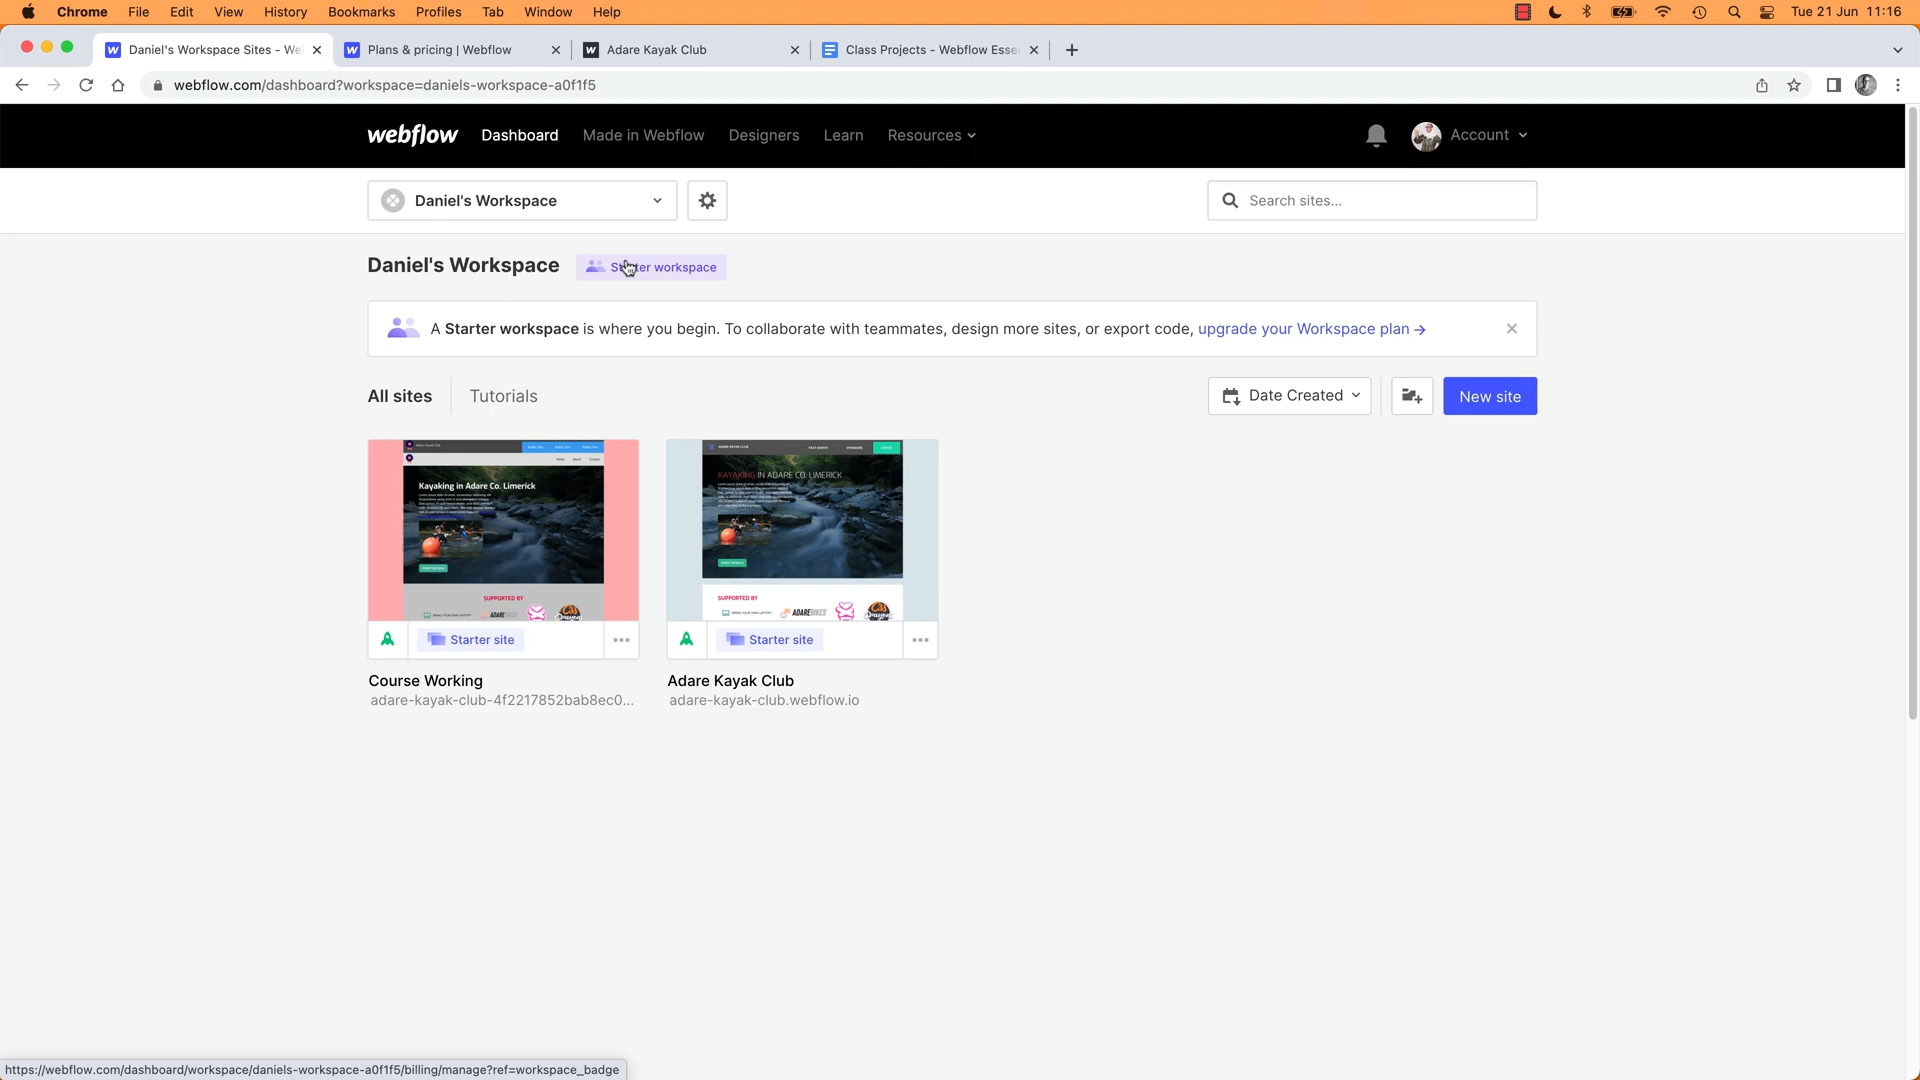 Chrome File Edit View History Bookmarks Profiles Tab Window Help Tue 21 Jun 11:16
Daniel's Workspace Sites - We Plans & pricing | Webflow Adare Kayak Club Class Projects - Webflow Esse
webflow.com/dashboard?workspace=daniels-workspace-a0f1f5
webflow Dashboard Made in Webflow Designers Learn Resources Account
Daniel's Workspace Search sites...
Daniel's Workspace Starter workspace
A Starter workspace is where you begin. To collaborate with teammates, design more sites, or export code, upgrade your Workspace plan →
All sites Tutorials Date Created New site
KAYAKING IN ADARE CO. LIMERICK
Kayaking in Adare Co. Limerick
SUPPORTED BY SUPPORTED BY
ADAREBIKES
Starter site Starter site
Course Working Adare Kayak Club
adare-kayak-club-4f2217852bab8ec0... adare-kayak-club.webflow.io
https://webflow.com/dashboard/workspace/daniels-workspace-a0f1f5/billing/manage?ref=workspace_badge